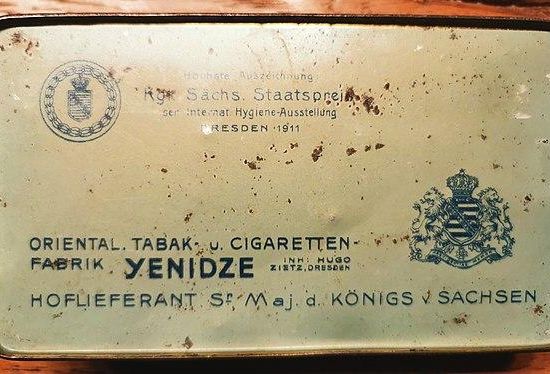 Höchste Auszeichnung
Kgl. Sächs. Staatspreis
Internat. Hygiene-Ausstellung
DRESDEN 1911
ORIENTAL. TABAK- u. CIGARETTEN-
FABRIK YENIDZE INH: HUGO
ZIETZ, DRESDEN
HOFLIEFERANT Sr. Maj. d. KÖNIGS v. SACHSEN